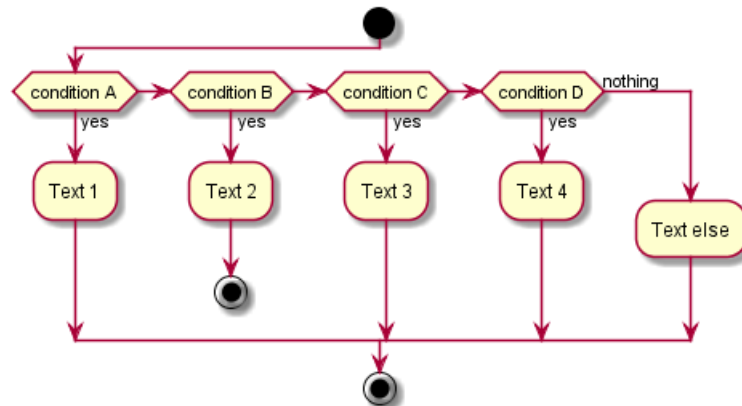 condition A
condition B
condition C
condition D
nothing
yes
yes
yes
yes
Text 1
Text 2
Text 3
Text 4
Text else